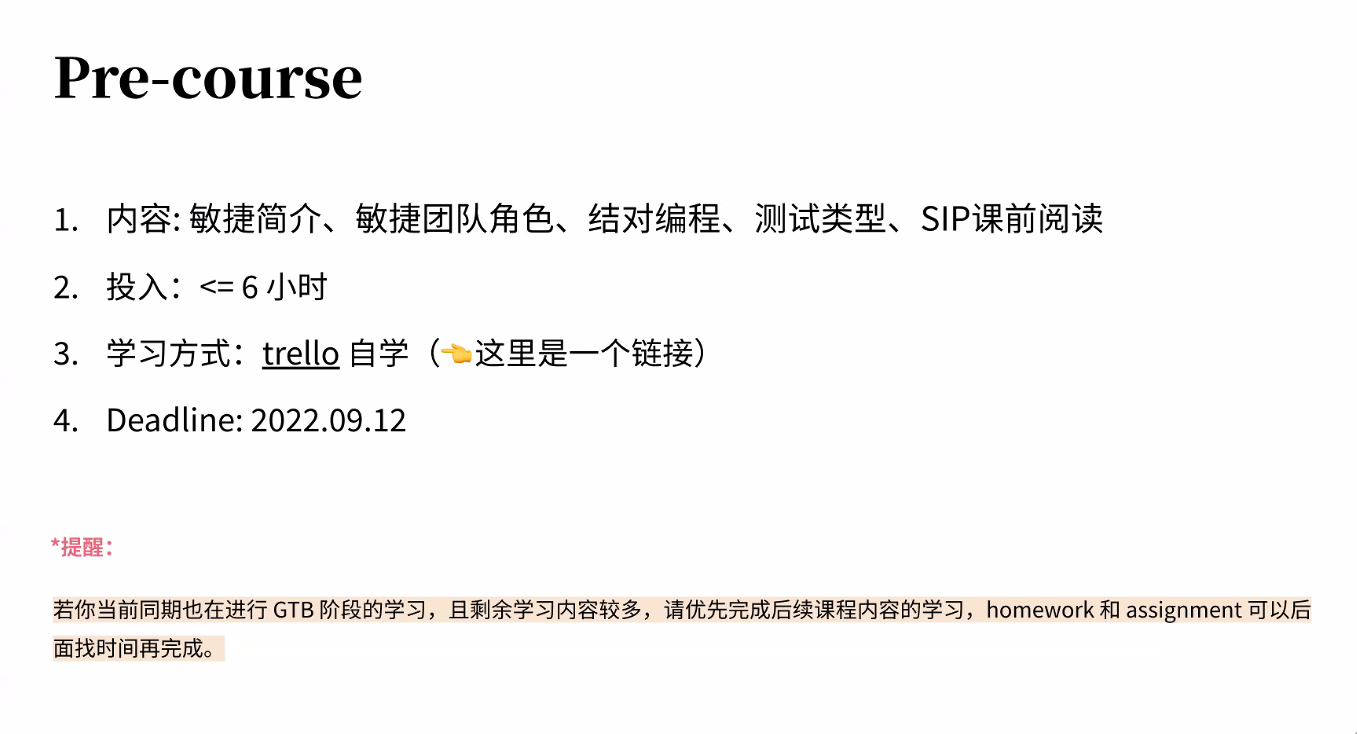 Pre-course
1. 内容: 敏捷简介、敏捷团队角色、结对编程、测试类型、SIP课前阅读
2. 投入：<= 6 小时
3. 学习方式：trello 自学（👈这里是一个链接）
4. Deadline: 2022.09.12
*提醒：
若你当前同期也在进行 GTB 阶段的学习，且剩余学习内容较多，请优先完成后续课程内容的学习，homework 和 assignment 可以后
面找时间再完成。